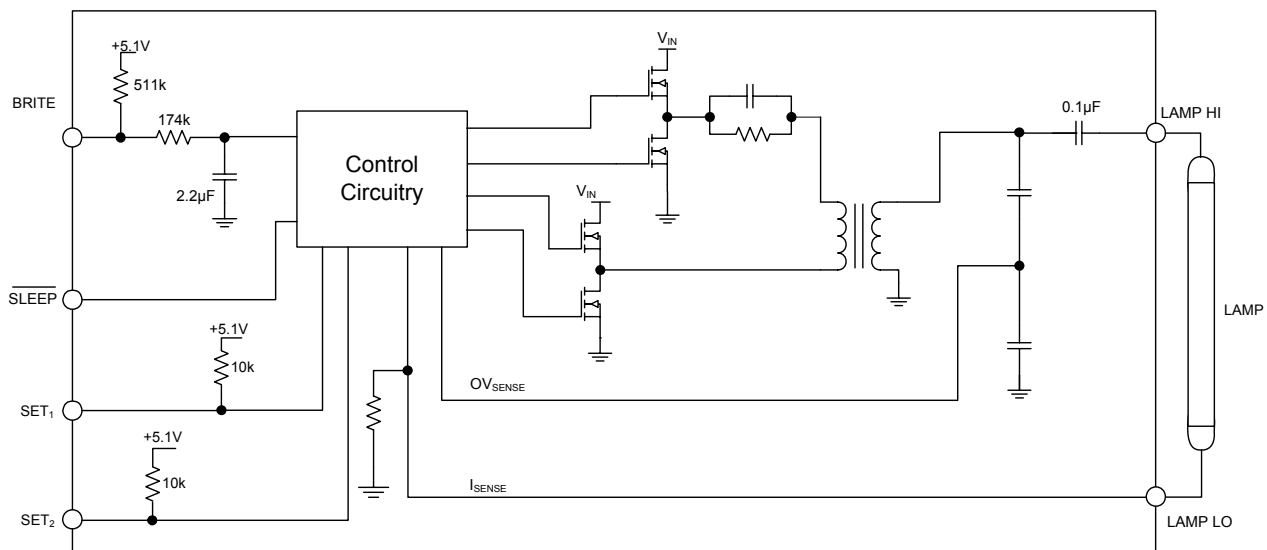 +5.1V
511k
BRITE
174k
2.2µF
Control
Circuitry
V_IN
V_IN
0.1µF
LAMP HI
SLEEP
LAMP
+5.1V
10k
OV_SENSE
SET_1
+5.1V
10k
I_SENSE
SET_2
LAMP LO